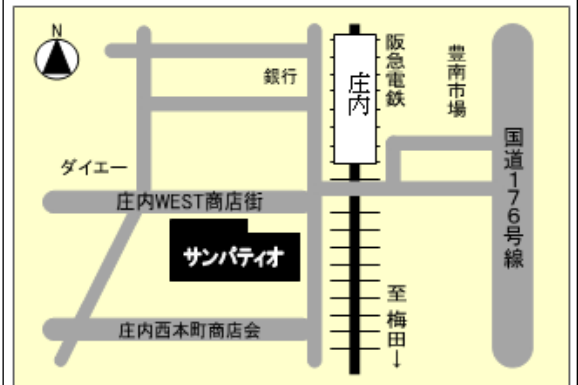 N
阪急電鉄
豊南市場
銀行
庄内
国道176号線
ダイエー
庄内WEST商店街
サンパティオ
至 梅田↓
庄内西本町商店会